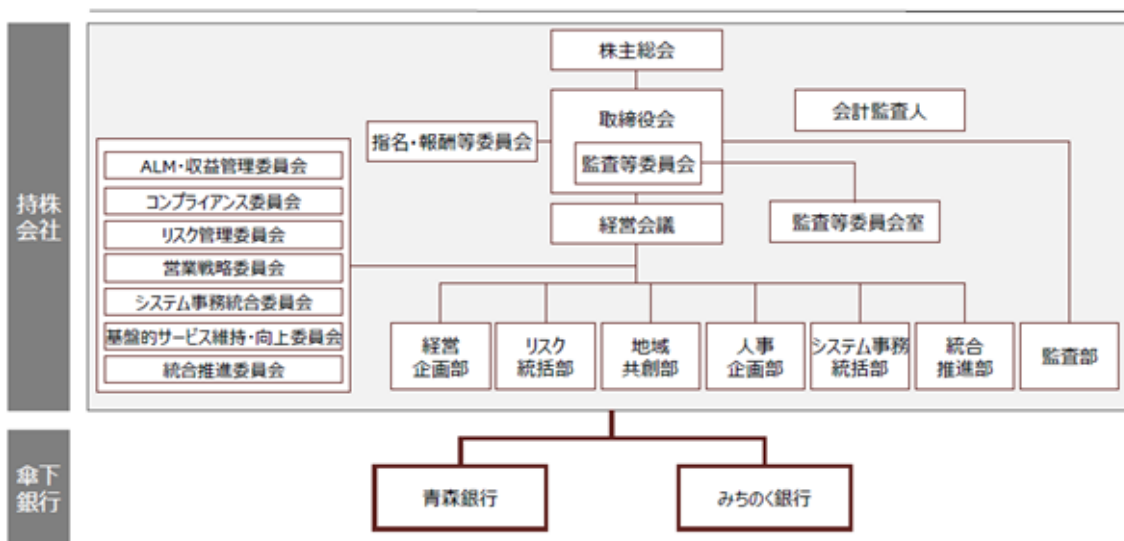 持株
会社
株主総会
取締役会
会計監査人
指名・報酬等委員会
監査等委員会
ALM・収益管理委員会
コンプライアンス委員会
リスク管理委員会
営業戦略委員会
システム事務統合委員会
基盤的サービス維持・向上委員会
統合推進委員会
経営会議
監査等委員会室
経営
企画部
リスク
統括部
地域
共創部
人事
企画部
システム事務
統括部
統合
推進部
監査部
傘下
銀行
青森銀行
みちのく銀行